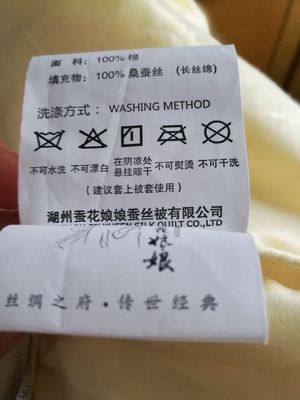 面 料：100% 棉
填充物：100% 桑蚕丝 （长丝绵）
洗涤方式：WASHING METHOD
不可水洗 不可漂白 在阴凉处 不可熨烫 不可干洗
悬挂晾干
（建议套上被套使用）
湖州蚕花娘娘蚕丝被有限公司
SILK QUILT CO.,LTD
娘
娘
丝绸之府·传世经典